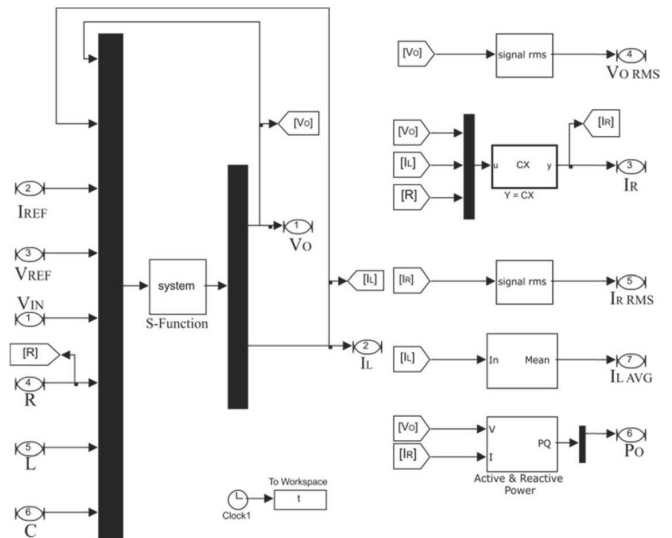 2
IREF
3
VREF
VIN
1
[R]
4
R
5
L
6
C
system
S-Function
[VO]
1
VO
[IL]
2
IL
To Workspace
t
Clock1
[VO]
signal rms
4
VO RMS
[VO]
[IL]
[R]
u
CX
y
Y = CX
[IR]
3
IR
[IR]
signal rms
5
IR RMS
[IL]
In
Mean
7
IL AVG
[VO]
[IR]
V
I
PQ
Active & Reactive
Power
6
PO